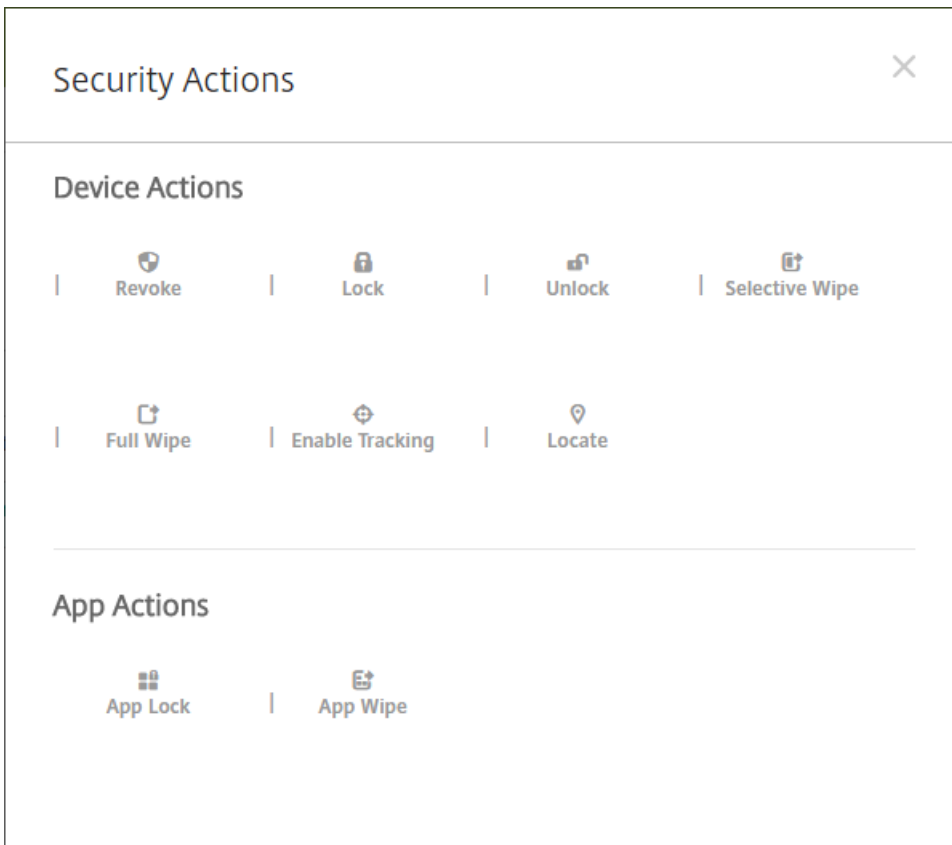 Security Actions
Device Actions
| Revoke | Lock | Unlock | Selective Wipe
| Full Wipe | Enable Tracking | Locate
App Actions
App Lock | App Wipe